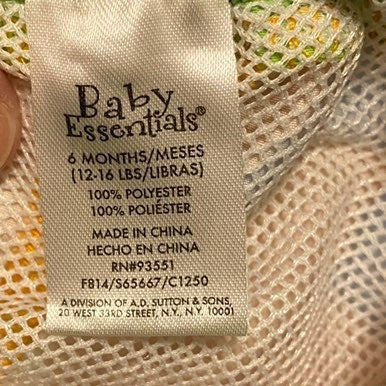 Baby
Essentials®
6 MONTHS/MESES
(12-16 LBS/LIBRAS)
100% POLYESTER
100% POLIÉSTER
MADE IN CHINA
HECHO EN CHINA
RN#93551
F814/S65667/C1250
A DIVISION OF A.D. SUTTON & SONS,
20 WEST 33RD STREET, N.Y., N.Y. 10001